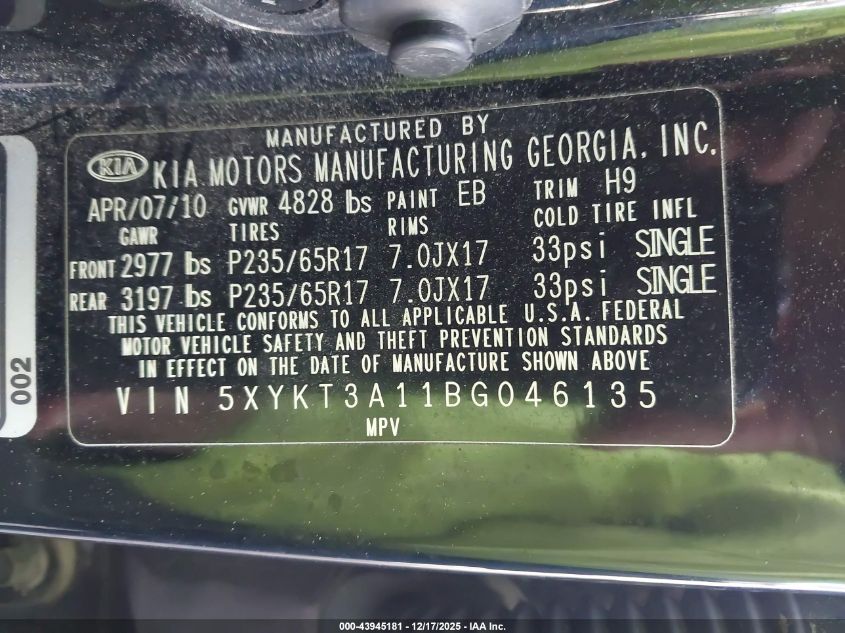 MANUFACTURED BY
KIA KIA MOTORS MANUFACTURING GEORGIA, INC.
APR/07/10 GVWR 4828 lbs PAINT EB TRIM H9
GAWR TIRES RIMS COLD TIRE INFL
FRONT 2977 lbs P235/65R17 7.0JX17 33psi SINGLE
REAR 3197 lbs P235/65R17 7.0JX17 33psi SINGLE
THIS VEHICLE CONFORMS TO ALL APPLICABLE U.S.A. FEDERAL
MOTOR VEHICLE SAFETY AND THEFT PREVENTION STANDARDS
IN EFFECT ON THE DATE OF MANUFACTURE SHOWN ABOVE
VIN 5XYKT3A11BG046135
MPV
002
000-43945181 - 12/17/2025 - IAA Inc.